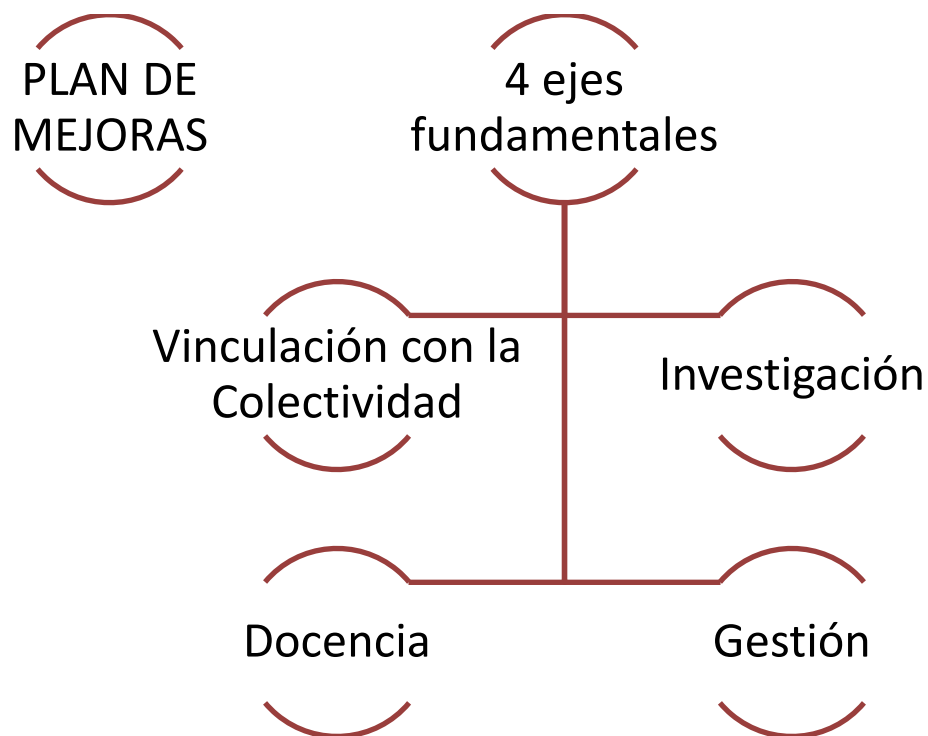 PLAN DE
MEJORAS
4 ejes
fundamentales
Vinculación con la
Colectividad
Investigación
Docencia
Gestión